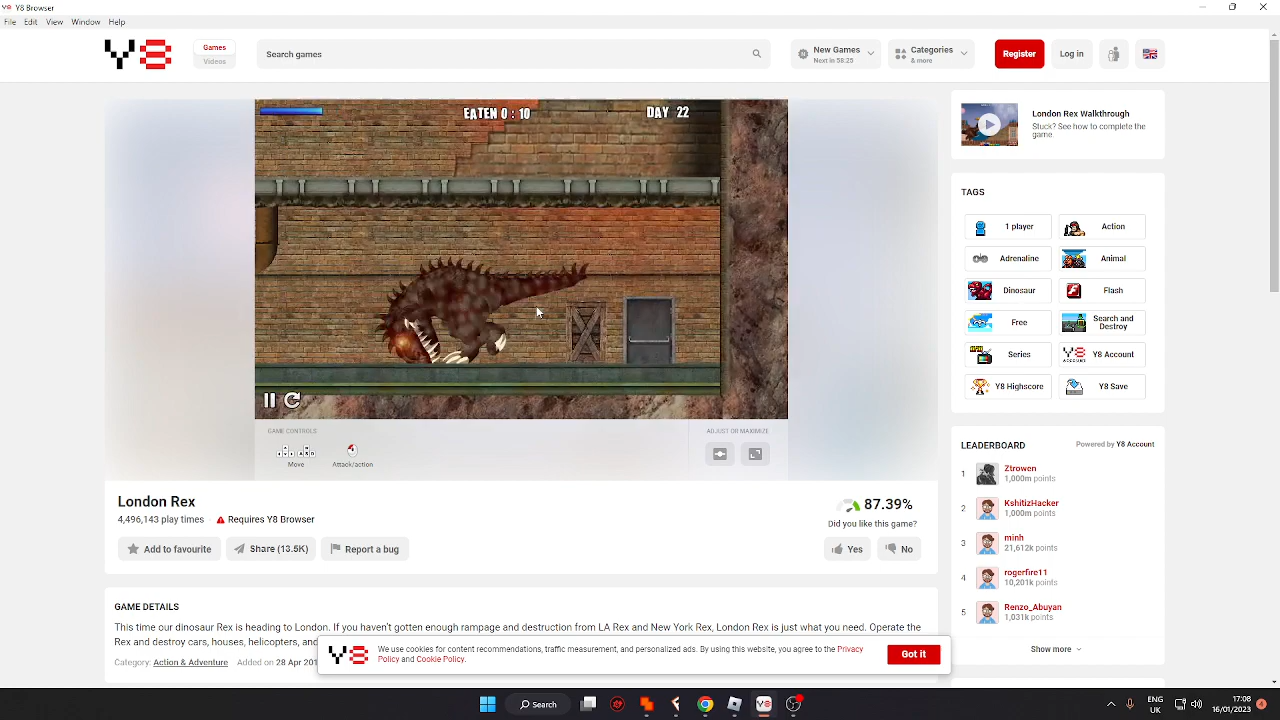 Y8 Browser
File Edit View Window Help
Y8
Games
Videos
Search games
New Games
Next in 58:25
Categories
& more
Register
Log in
EATEN 0 : 10
DAY 22
GAME CONTROLS
Move
Attack/action
ADJUST OR MAXIMIZE
London Rex
4,496,143 play times
Requires Y8 Browser
87.39%
Did you like this game?
Add to favourite
Share (13.5K)
Report a bug
Yes
No
GAME DETAILS
This time our dinosaur Rex is heading to London. If you haven't gotten enough rampage and destruction from LA Rex and New York Rex, London Rex is just what you need. Operate the
Rex and destroy cars, houses, helicopters, and
Category: Action & Adventure Added on 28 Apr 201
London Rex Walkthrough
Stuck? See how to complete the
game.
TAGS
1 player
Action
Adrenaline
Animal
Dinosaur
Flash
Free
Search and
Destroy
Series
Y8 Account
Y8 Highscore
Y8 Save
LEADERBOARD
Powered by Y8 Account
1 Ztrowen
1,000m points
2 KshitizHacker
1,000m points
3 minh
21,612k points
4 rogerfire11
10,201k points
5 Renzo_Abuyan
1,031k points
Show more
Y8
We use cookies for content recommendations, traffic measurement, and personalized ads. By using this website, you agree to the Privacy
Policy and Cookie Policy.
Got it
Search
ENG
UK
17:08
16/01/2023